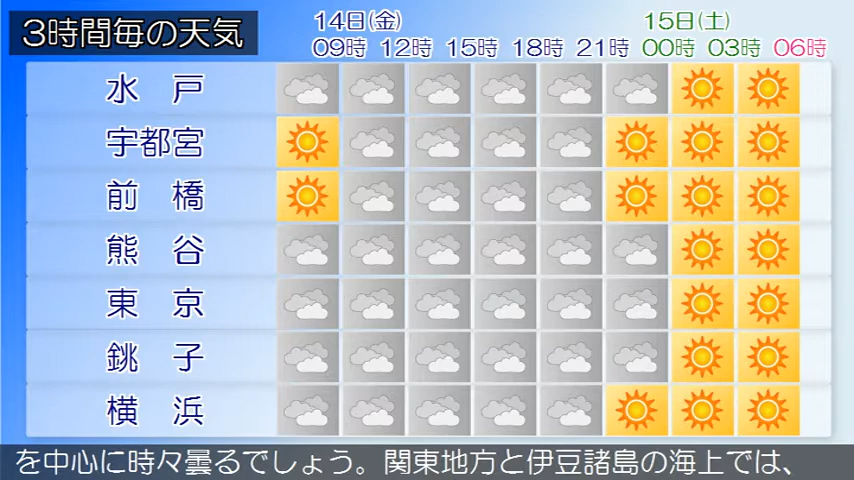 3時間毎の天気
14日(金) 15日(土)
09時 12時 15時 18時 21時 00時 03時 06時
水戸
宇都宮
前橋
熊谷
東京
銚子
横浜
を中心に時々曇るでしょう。関東地方と伊豆諸島の海上では、